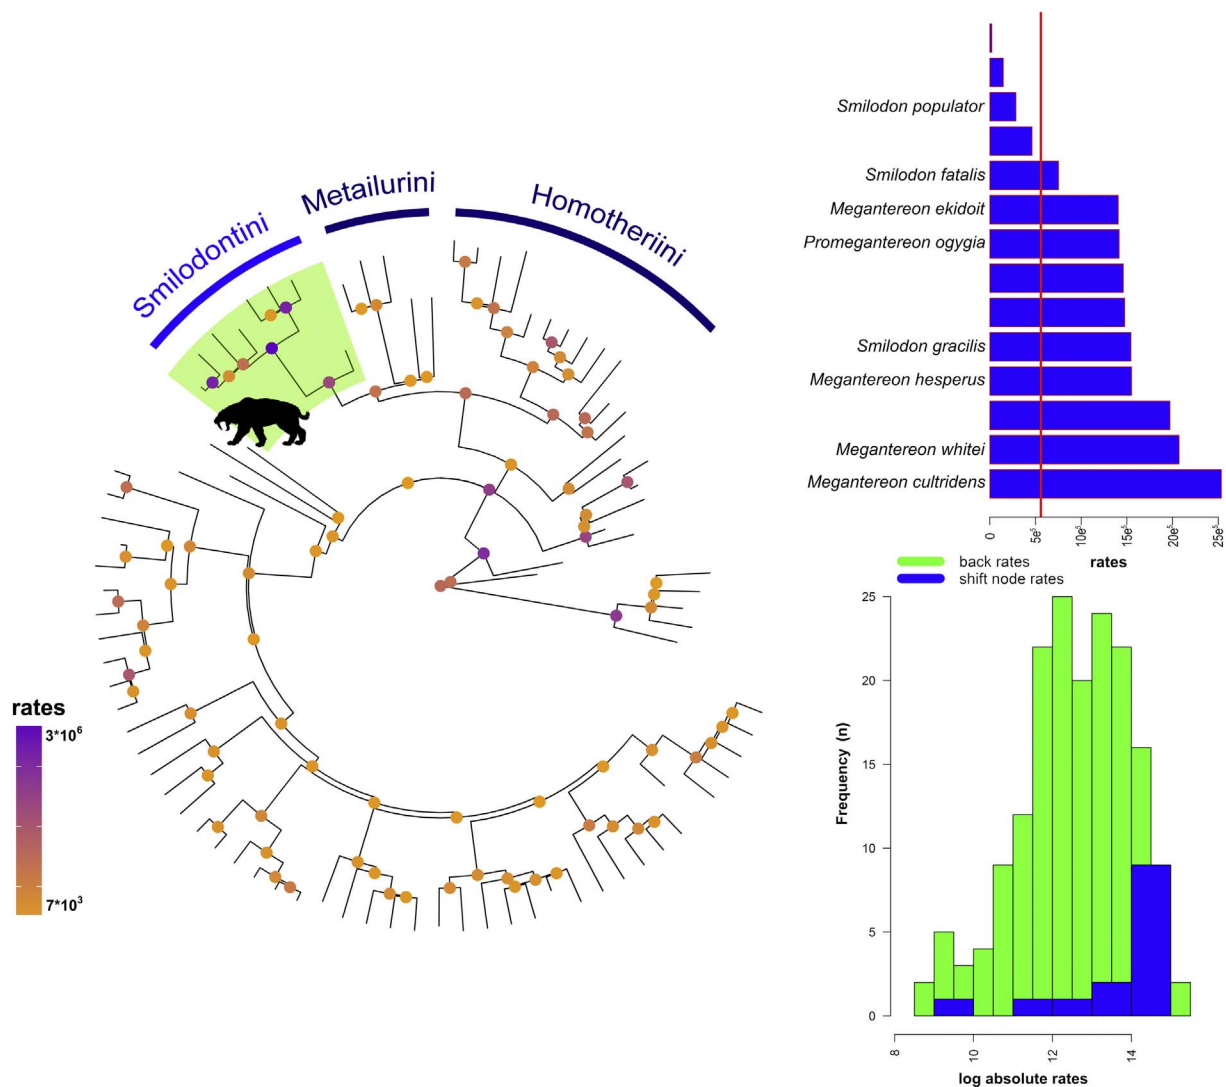 Smilodontini
Metailurini
Homotheriini
rates
3*10⁶
7*10³
Smilodon populator
Smilodon fatalis
Megantereon ekidoit
Promegantereon ogygia
Smilodon gracilis
Megantereon hesperus
Megantereon whitei
Megantereon cultridens
0
5e⁵
10e⁵
15e⁵
20e⁵
25e⁵
rates
back rates
shift node rates
Frequency (n)
25
20
15
10
5
0
8
10
12
14
log absolute rates